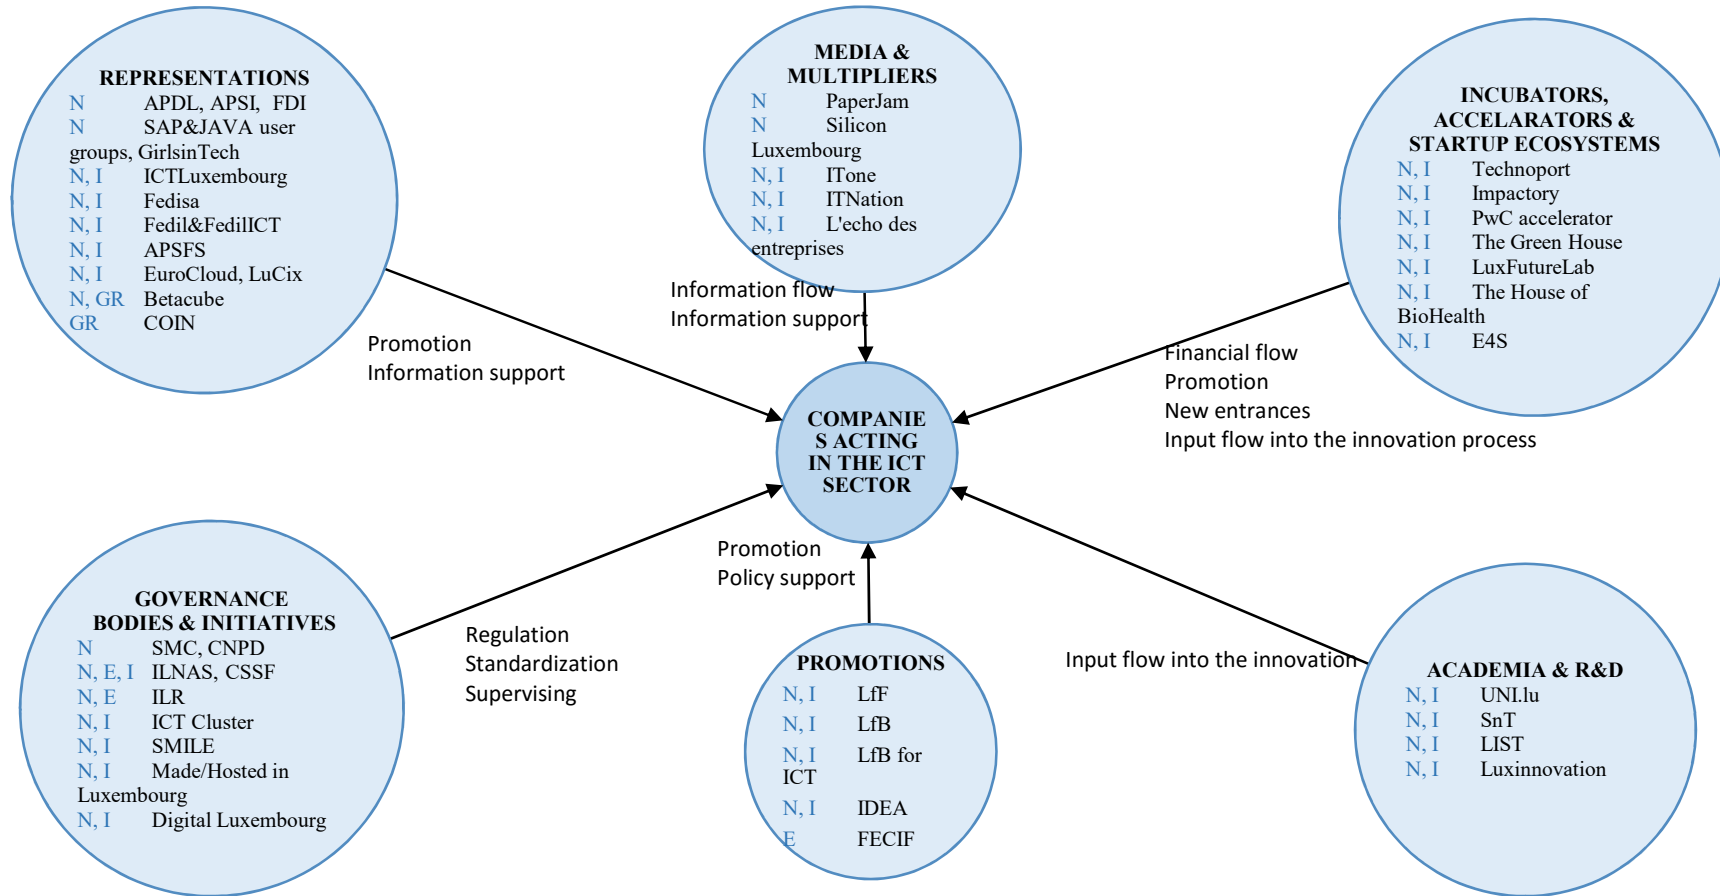 REPRESENTATIONS
N APDL, APSI, FDI
N SAP&JAVA user
groups, GirlsinTech
N, I ICTLuxembourg
N, I Fedisa
N, I Fedil&FedilICT
N, I APSFS
N, I EuroCloud, LuCix
N, GR Betacube
GR COIN
Promotion
Information support
MEDIA &
MULTIPLIERS
N PaperJam
N Silicon
Luxembourg
N, I ITone
N, I ITNation
N, I L'echo des
entreprises
Information flow
Information support
INCUBATORS,
ACCELARATORS &
STARTUP ECOSYSTEMS
N, I Technoport
N, I Impactory
N, I PwC accelerator
N, I The Green House
N, I LuxFutureLab
N, I The House of
BioHealth
N, I E4S
Financial flow
Promotion
New entrances
Input flow into the innovation process
COMPANIE
S ACTING
IN THE ICT
SECTOR
GOVERNANCE
BODIES & INITIATIVES
N SMC, CNPD
N, E, I ILNAS, CSSF
N, E ILR
N, I ICT Cluster
N, I SMILE
N, I Made/Hosted in
Luxembourg
N, I Digital Luxembourg
Regulation
Standardization
Supervising
Promotion
Policy support
PROMOTIONS
N, I LfF
N, I LfB
N, I LfB for
ICT
N, I IDEA
E FECIF
Input flow into the innovation
ACADEMIA & R&D
N, I UNI.lu
N, I SnT
N, I LIST
N, I Luxinnovation